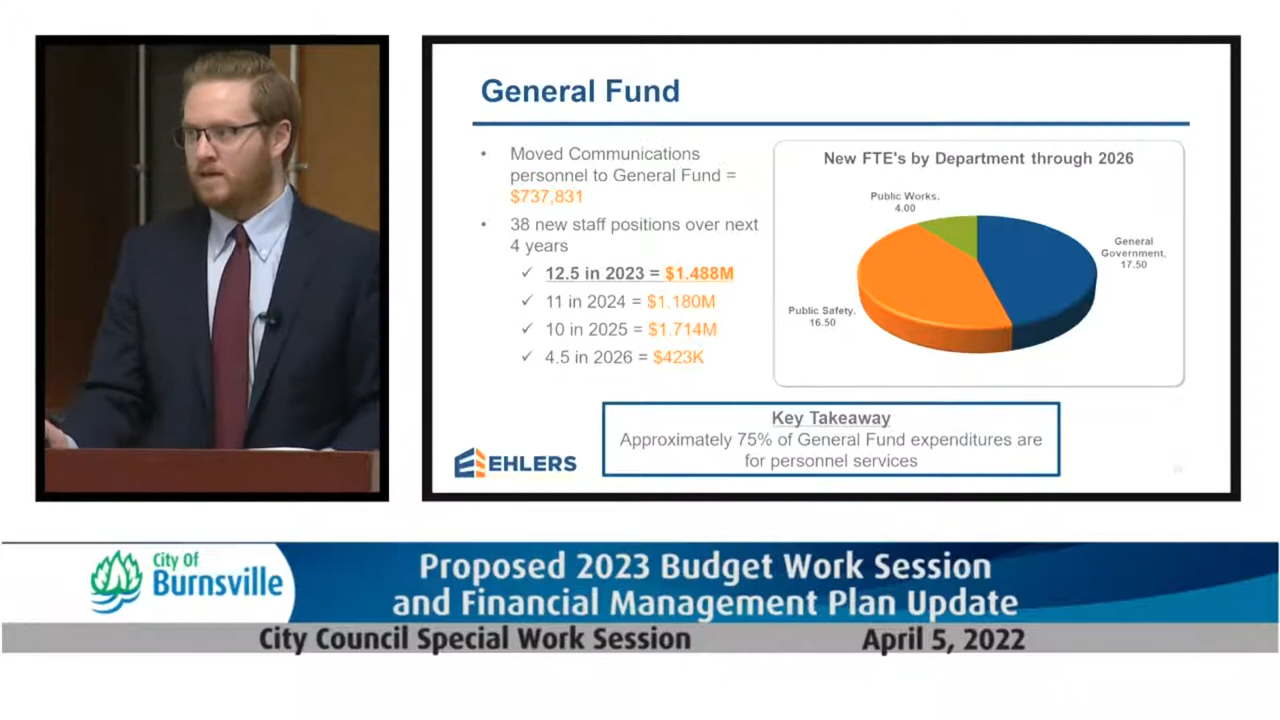 General Fund
• Moved Communications
personnel to General Fund =
$737,831
• 38 new staff positions over next
4 years
✓ 12.5 in 2023 = $1.488M
✓ 11 in 2024 = $1.180M
✓ 10 in 2025 = $1.714M
✓ 4.5 in 2026 = $423K
New FTE's by Department through 2026
Public Works,
4.00
General
Government,
17.50
Public Safety,
16.50
Key Takeaway
Approximately 75% of General Fund expenditures are
for personnel services
EHLERS
City Of
Burnsville
Proposed 2023 Budget Work Session
and Financial Management Plan Update
City Council Special Work Session April 5, 2022